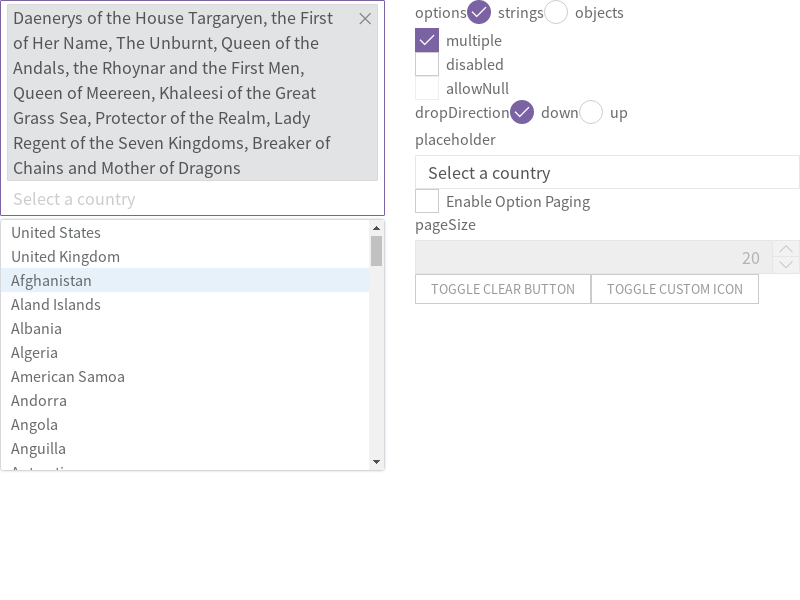 Daenerys of the House Targaryen, the First
of Her Name, The Unburnt, Queen of the
Andals, the Rhoynar and the First Men,
Queen of Meereen, Khaleesi of the Great
Grass Sea, Protector of the Realm, Lady
Regent of the Seven Kingdoms, Breaker of
Chains and Mother of Dragons
Select a country
United States
United Kingdom
Afghanistan
Aland Islands
Albania
Algeria
American Samoa
Andorra
Angola
Anguilla
options strings objects
multiple
disabled
allowNull
dropDirection down up
placeholder
Select a country
Enable Option Paging
pageSize
20
TOGGLE CLEAR BUTTON TOGGLE CUSTOM ICON